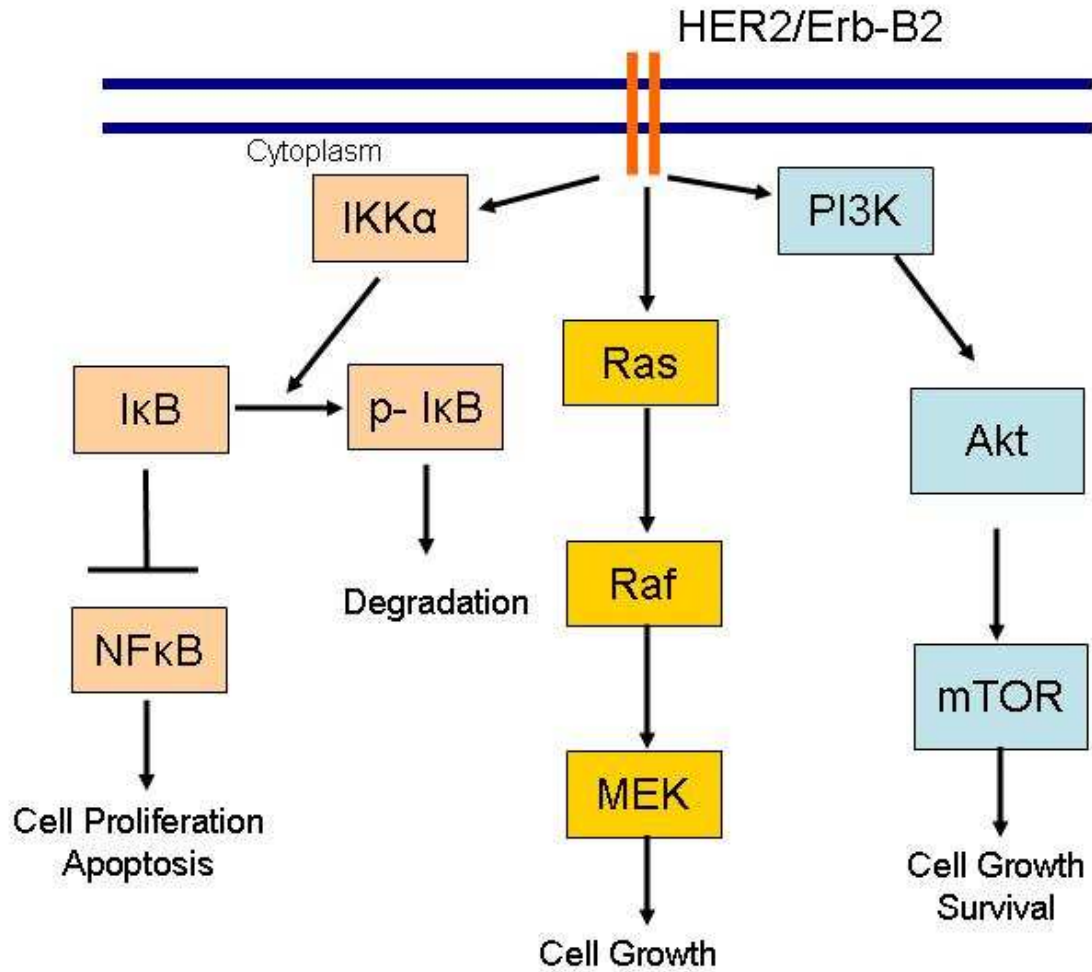 HER2/Erb-B2
Cytoplasm
IKKα
PI3K
Ras
IκB
p- IκB
Akt
Raf
Degradation
NFκB
mTOR
MEK
Cell Proliferation
Apoptosis
Cell Growth
Survival
Cell Growth